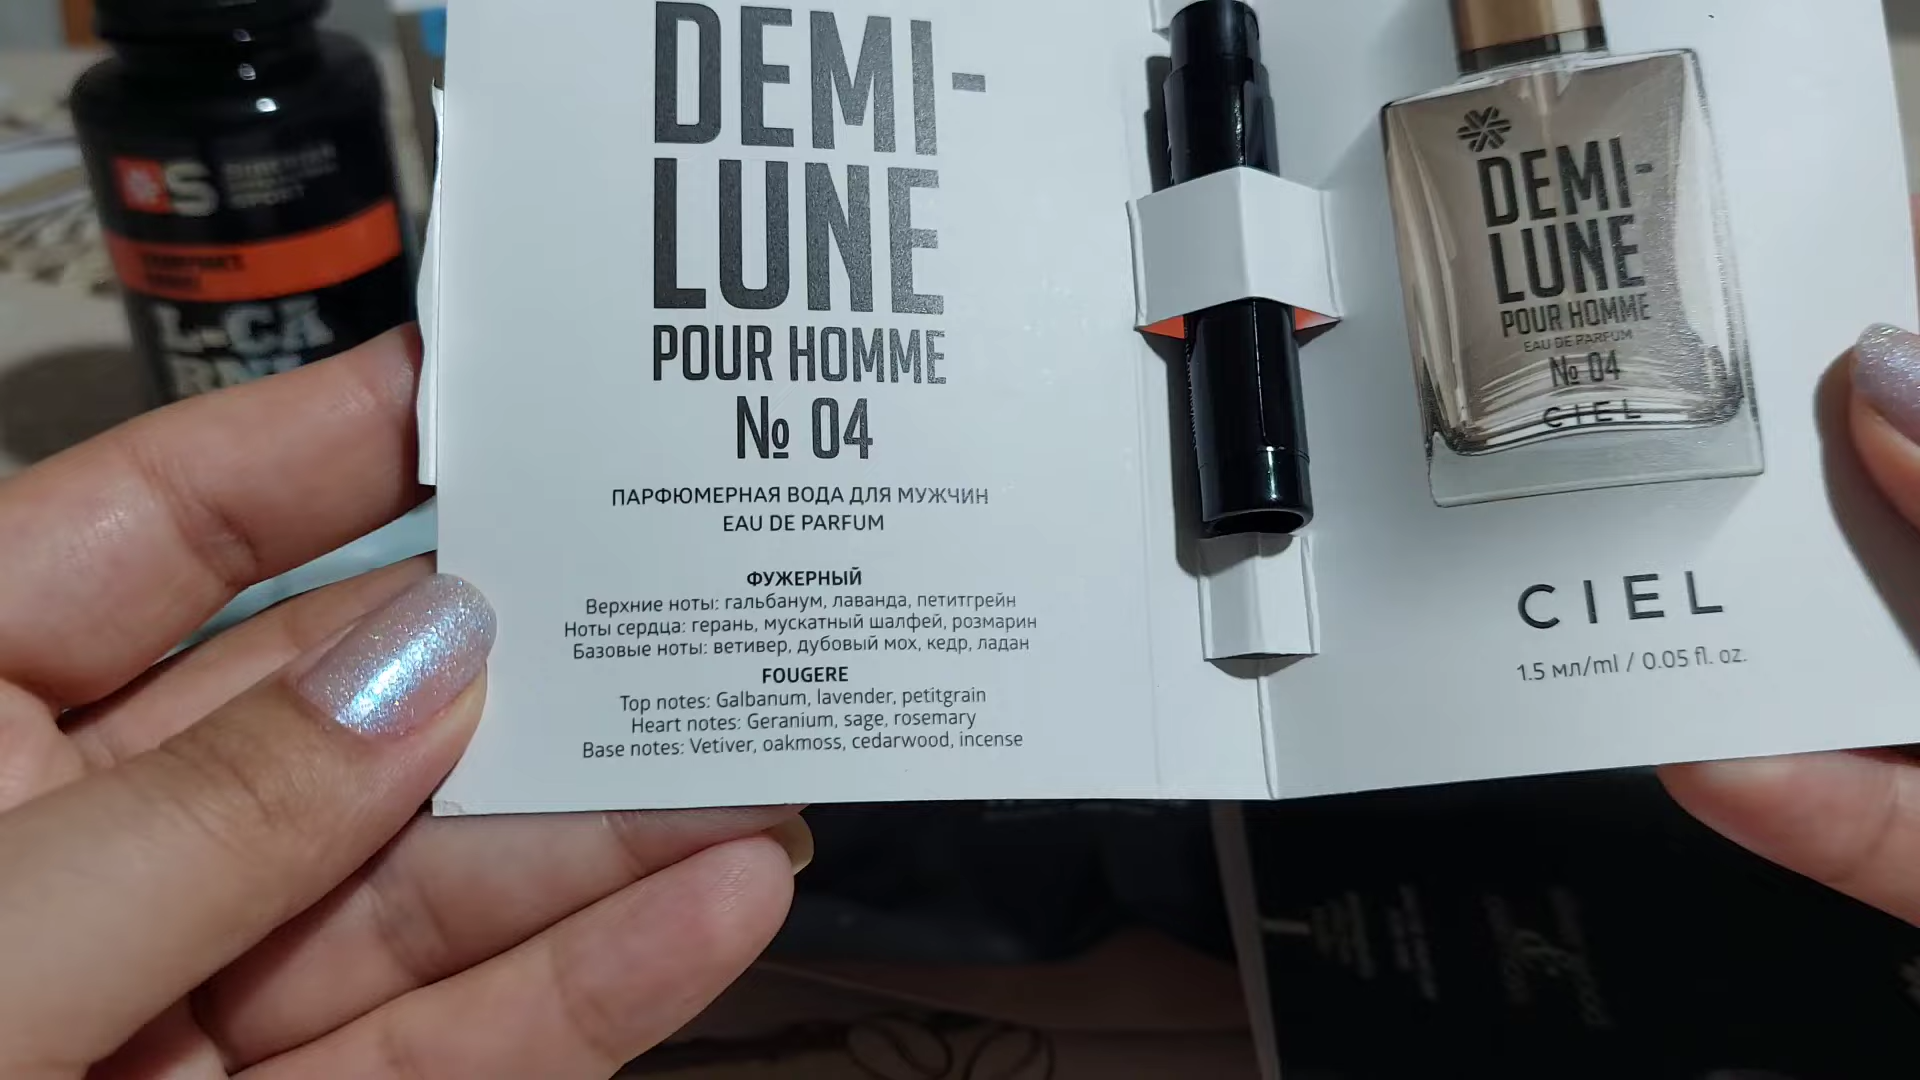 DEMI-
LUNE
POUR HOMME
№ 04
ПАРФЮМЕРНАЯ ВОДА ДЛЯ МУЖЧИН
EAU DE PARFUM
ФУЖЕРНЫЙ
Верхние ноты: гальбанум, лаванда, петитгрейн
Ноты сердца: герань, мускатный шалфей, розмарин
Базовые ноты: ветивер, дубовый мох, кедр, ладан
FOUGERE
Top notes: Galbanum, lavender, petitgrain
Heart notes: Geranium, sage, rosemary
Base notes: Vetiver, oakmoss, cedarwood, incense
DEMI-
LUNE
POUR HOMME
EAU DE PARFUM
№ 04
CIEL
CIEL
1.5 мл/ml / 0.05 fl. oz.
S
L-CA